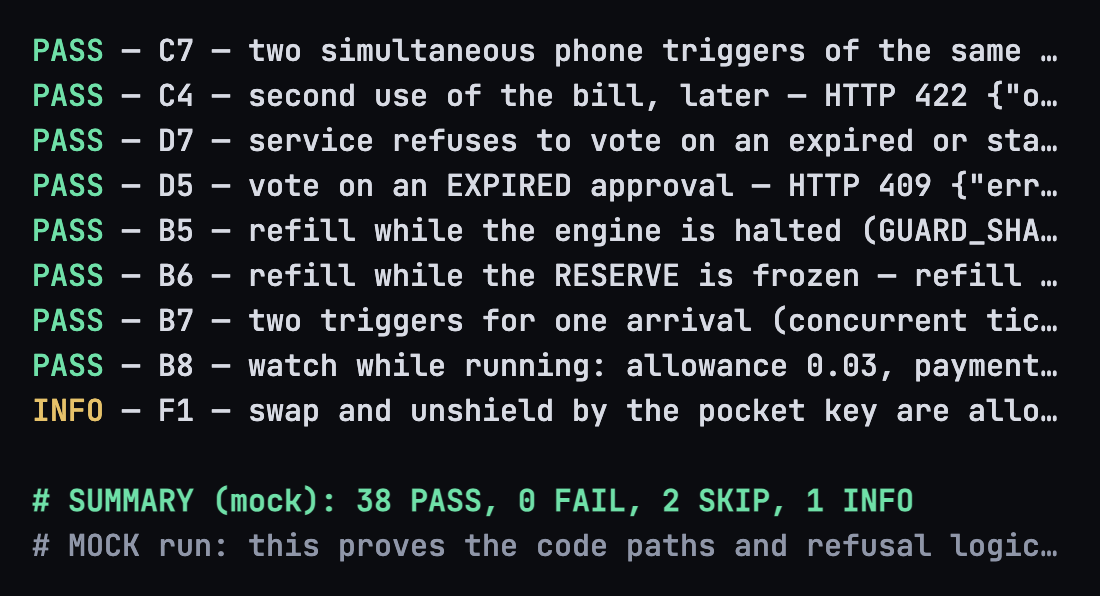 PASS — C7 — two simultaneous phone triggers of the same …
PASS — C4 — second use of the bill, later — HTTP 422 {"o…
PASS — D7 — service refuses to vote on an expired or sta…
PASS — D5 — vote on an EXPIRED approval — HTTP 409 {"err…
PASS — B5 — refill while the engine is halted (GUARD_SHA…
PASS — B6 — refill while the RESERVE is frozen — refill …
PASS — B7 — two triggers for one arrival (concurrent tic…
PASS — B8 — watch while running: allowance 0.03, payment…
INFO — F1 — swap and unshield by the pocket key are allo…
# SUMMARY (mock): 38 PASS, 0 FAIL, 2 SKIP, 1 INFO
# MOCK run: this proves the code paths and refusal logic…